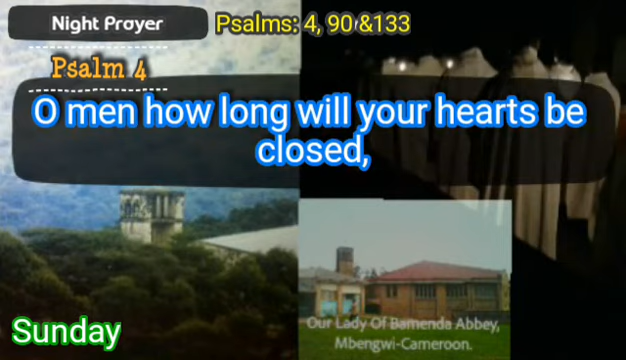 Night Prayer
Psalms: 4, 90 &133
Psalm 4
O men how long will your hearts be
closed,
Our Lady Of Bamenda Abbey,
Mbengwi-Cameroon.
Sunday